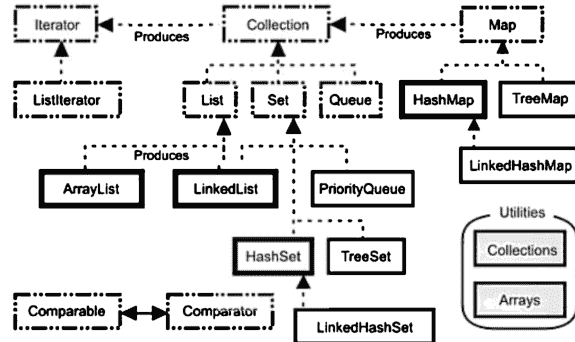 Iterator
Produces
Collection
Produces
Map
ListIterator
List
Set
Queue
HashMap
TreeMap
Produces
LinkedHashMap
ArrayList
LinkedList
PriorityQueue
Utilities
HashSet
TreeSet
Collections
Comparable
Comparator
LinkedHashSet
Arrays